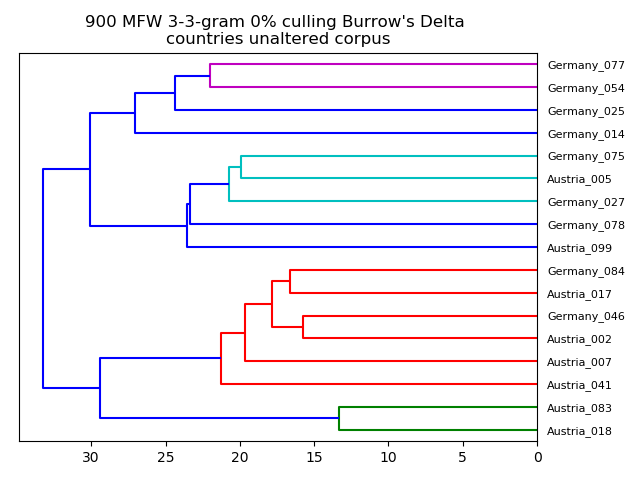 900 MFW 3-3-gram 0% culling Burrow's Delta
countries unaltered corpus
Germany_077
Germany_054
Germany_025
Germany_014
Germany_075
Austria_005
Germany_027
Germany_078
Austria_099
Germany_084
Austria_017
Germany_046
Austria_002
Austria_007
Austria_041
Austria_083
Austria_018
30 25 20 15 10 5 0